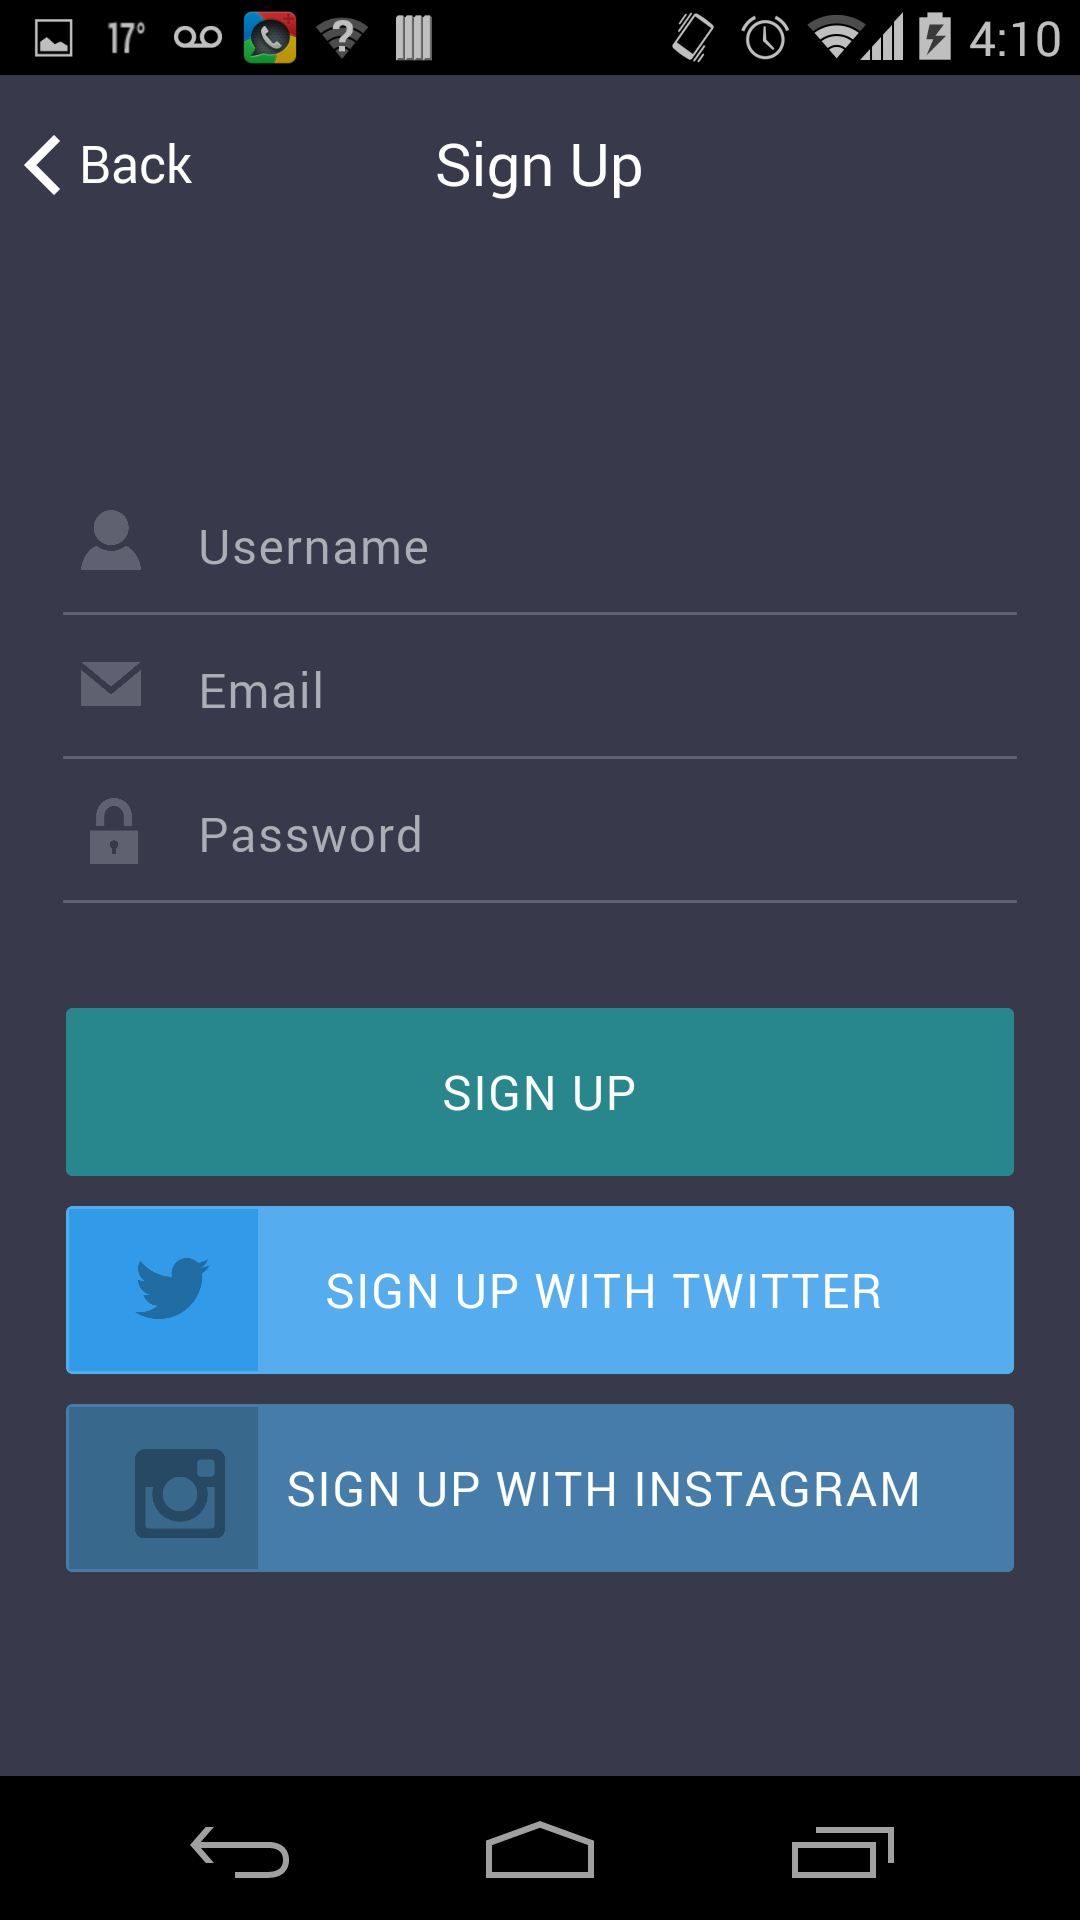 17° 4:10
Back Sign Up
Username
Email
Password
SIGN UP
SIGN UP WITH TWITTER
SIGN UP WITH INSTAGRAM